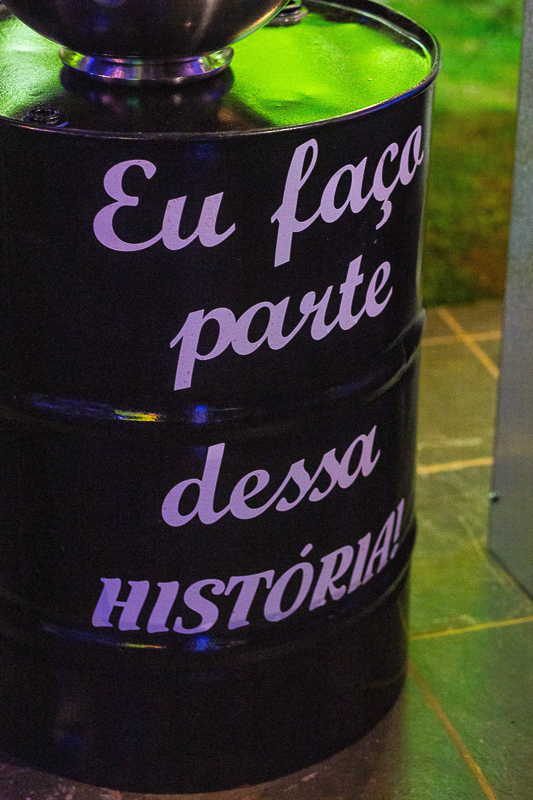 Eu faço
parte
dessa
HISTÓRIA!